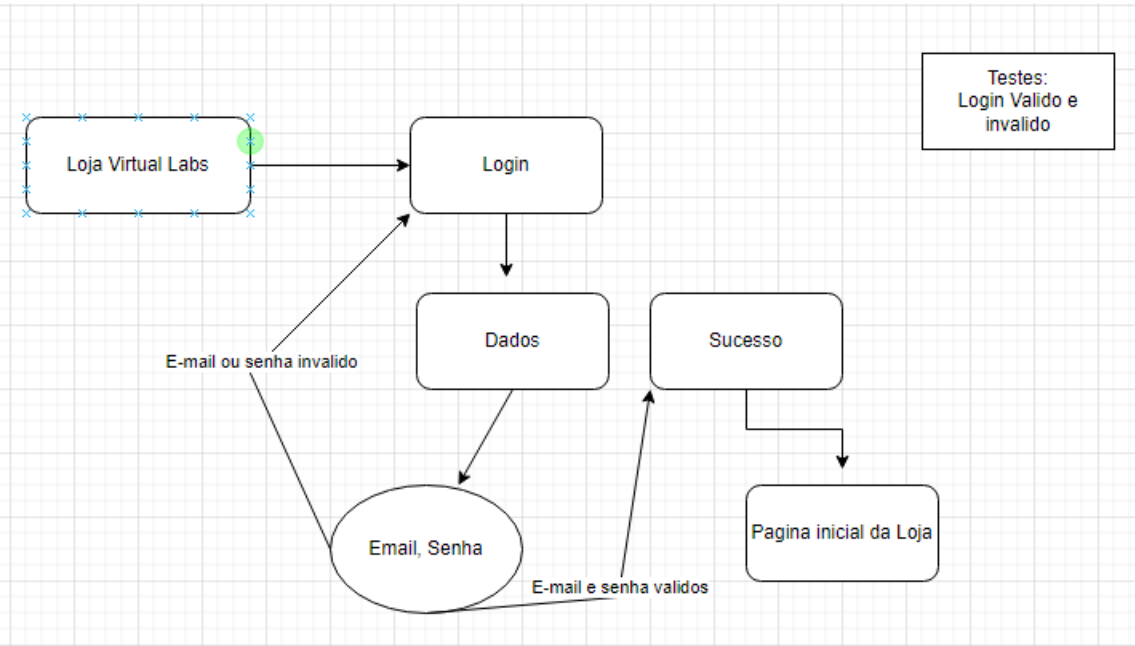 Testes:
Login Valido e
invalido
Loja Virtual Labs
Login
Dados
Sucesso
E-mail ou senha invalido
Email, Senha
Pagina inicial da Loja
E-mail e senha validos